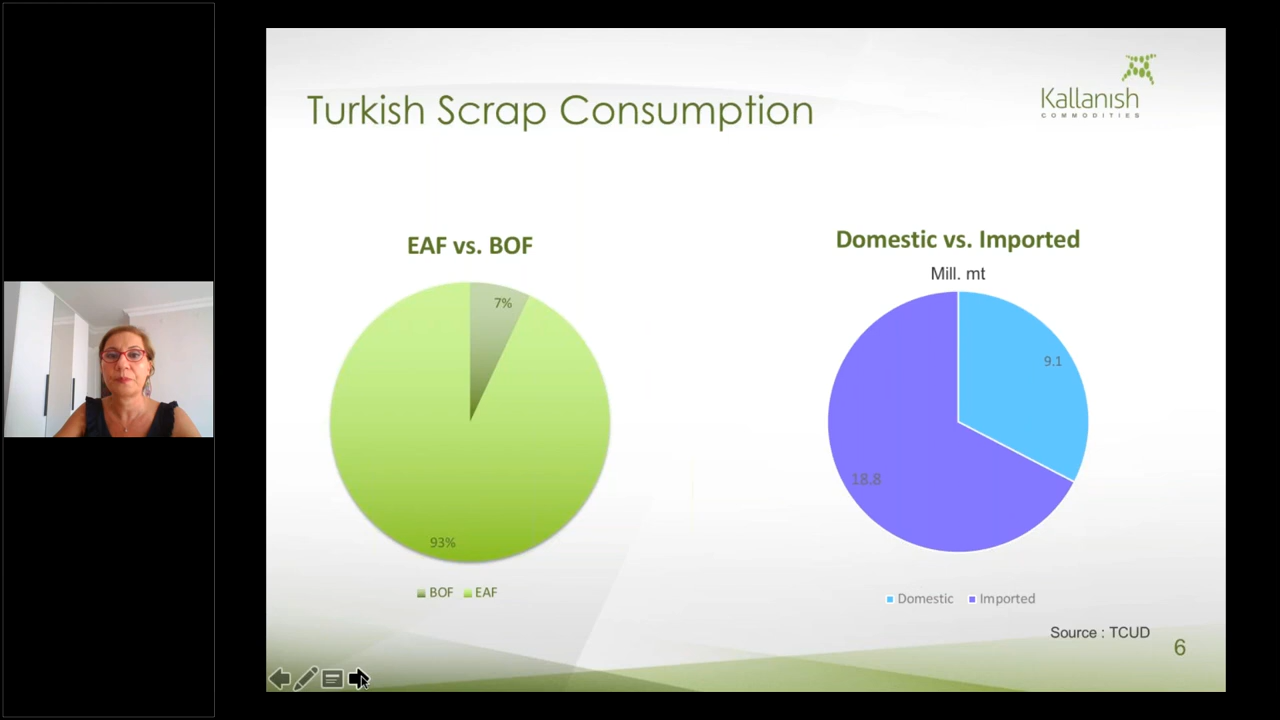 Kallanish
COMMODITIES
Turkish Scrap Consumption
EAF vs. BOF
7%
93%
BOF EAF
Domestic vs. Imported
Mill. mt
9.1
18.8
Domestic Imported
Source : TCUD
6